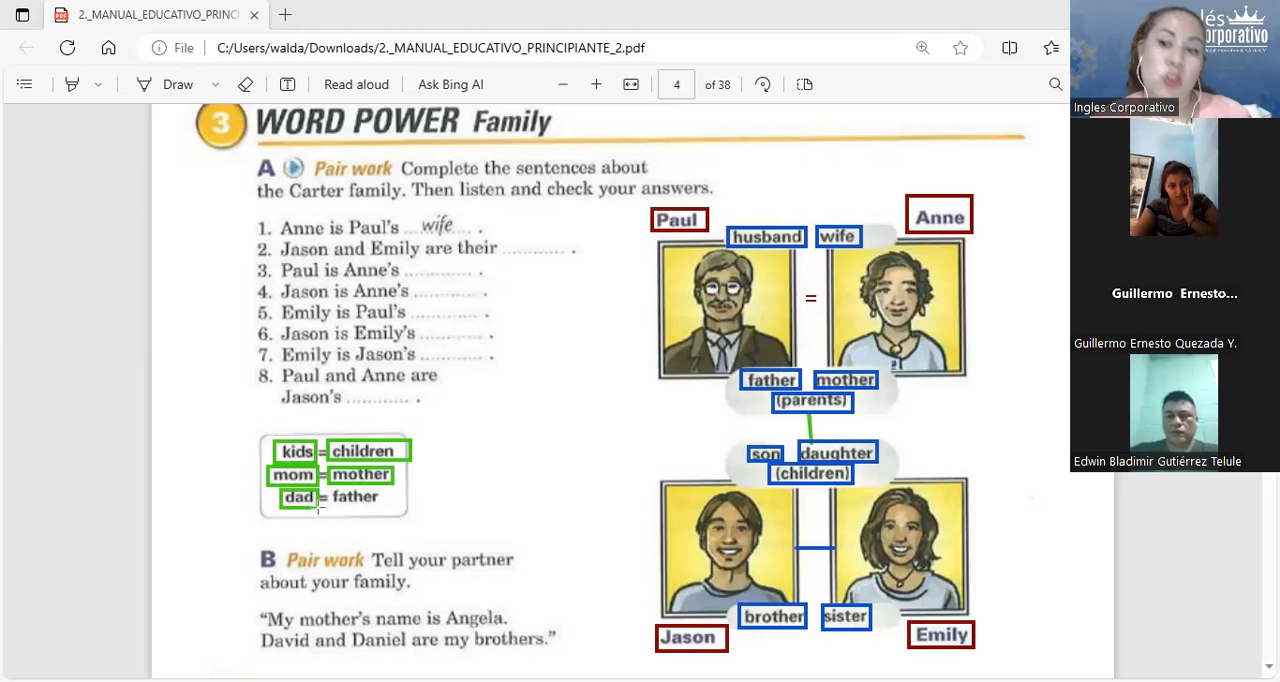 2._MANUAL_EDUCATIVO_PRINCI
File
C:/Users/walda/Downloads/2._MANUAL_EDUCATIVO_PRINCIPIANTE_2.pdf
Draw
Read aloud
Ask Bing AI
4
of 38
3 WORD POWER Family
A Pair work Complete the sentences about
the Carter family. Then listen and check your answers.
1. Anne is Paul's ...wife... .
2. Jason and Emily are their ............ .
3. Paul is Anne's ............ .
4. Jason is Anne's ............ .
5. Emily is Paul's ............ .
6. Jason is Emily's ............ .
7. Emily is Jason's ............ .
8. Paul and Anne are
Jason's ............ .
kids = children
mom = mother
dad = father
B Pair work Tell your partner
about your family.
"My mother's name is Angela.
David and Daniel are my brothers."
Paul
Anne
husband
wife
=
father
mother
(parents)
son
daughter
(children)
brother
sister
Jason
Emily
lés
orporativo
Ingles Corporativo
Guillermo Ernesto...
Guillermo Ernesto Quezada Y.
Edwin Bladimir Gutiérrez Telule